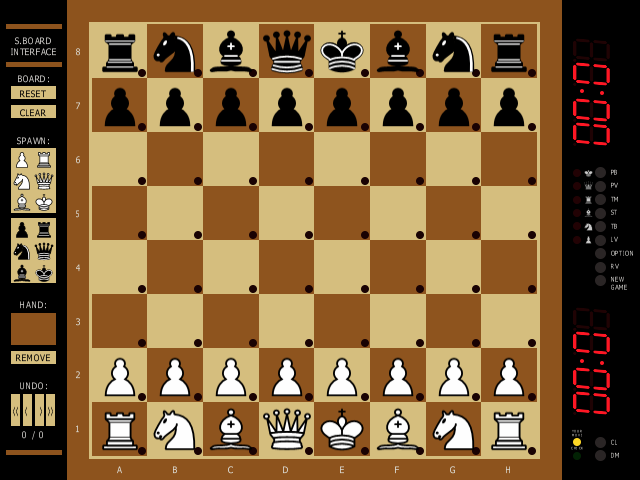 S.BOARD
INTERFACE
BOARD:
RESET
CLEAR
SPAWN:
HAND:
REMOVE
UNDO:
0 / 0
8
7
6
5
4
3
2
1
A B C D E F G H
PB
PV
TM
ST
TB
LV
OPTION
RV
NEW
GAME
CL
DM